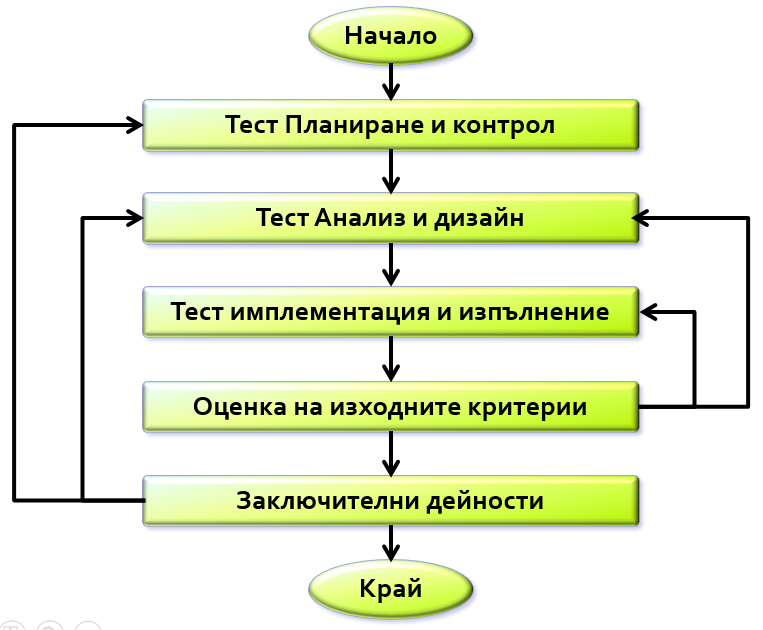 Начало
Тест Планиране и контрол
Тест Анализ и дизайн
Тест имплементация и изпълнение
Оценка на изходните критерии
Заключителни дейности
Край